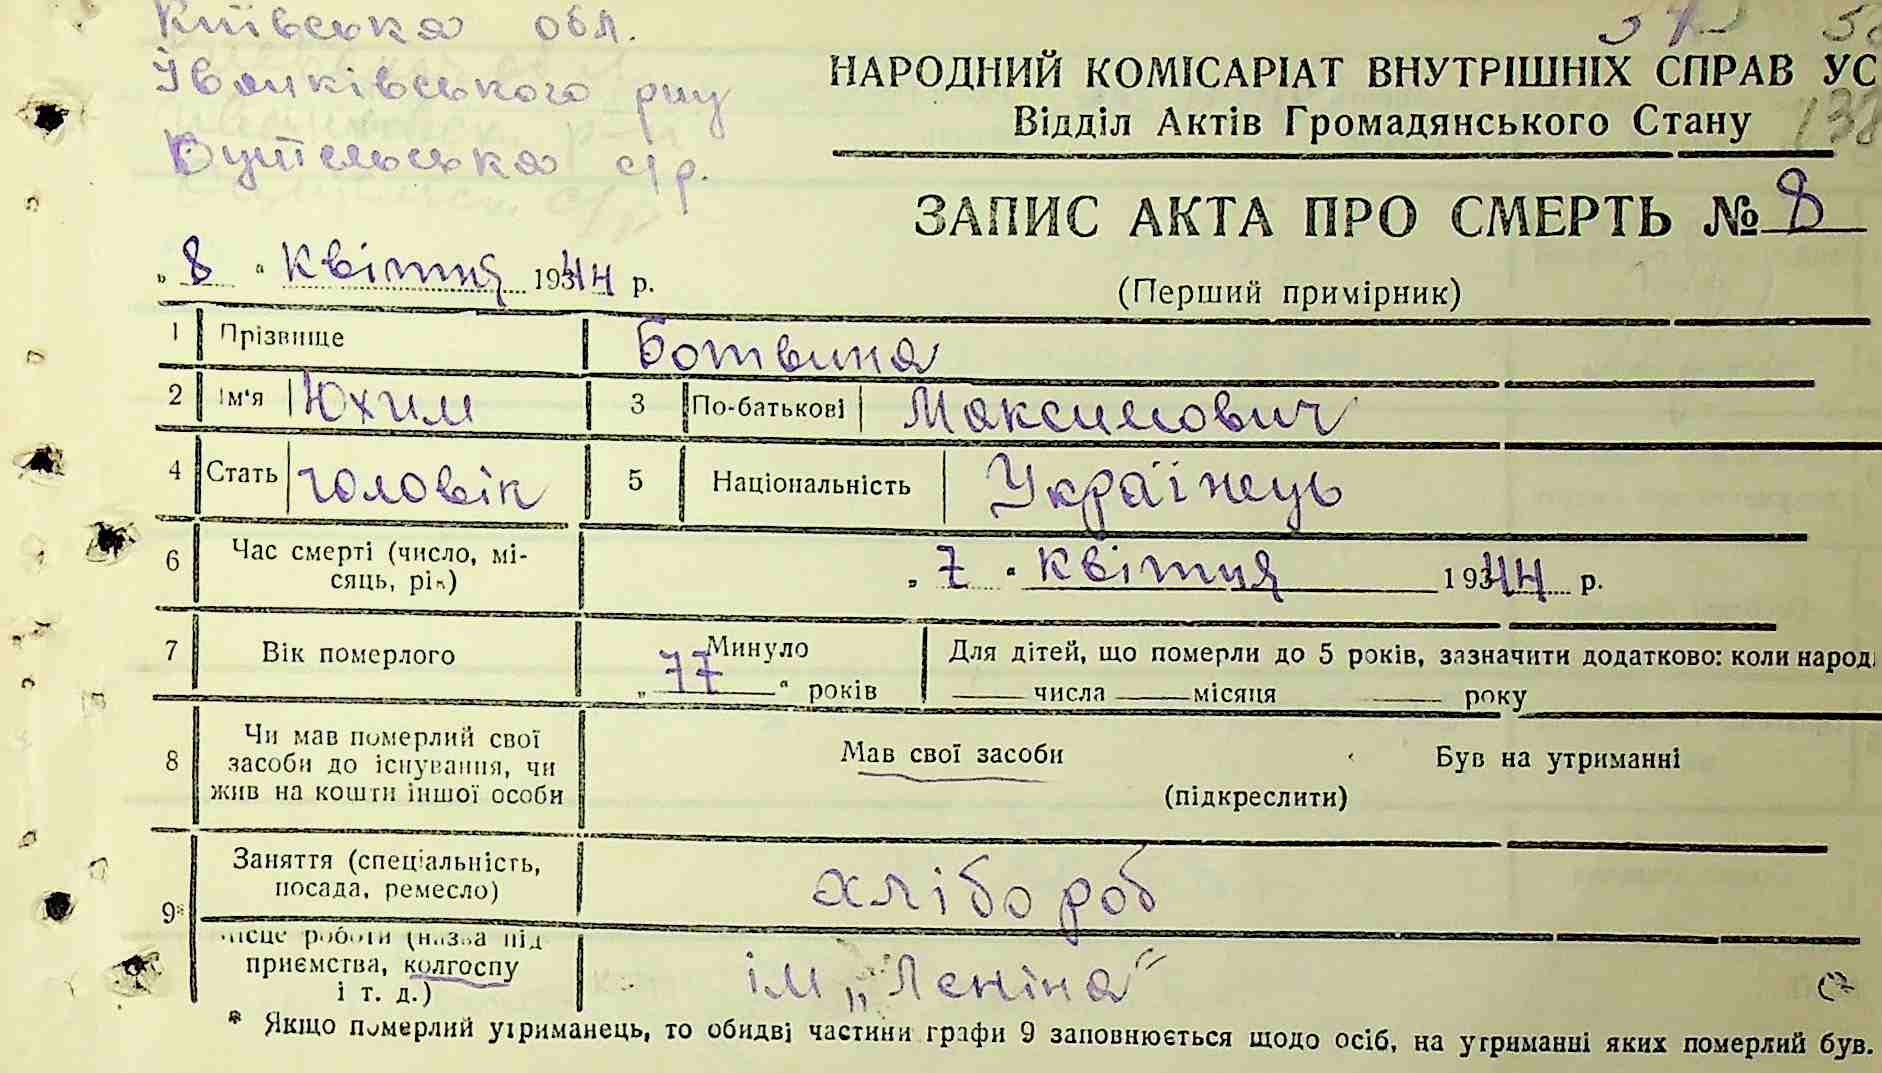 Київська обл.
Іванківського р-ну
с/р.
НАРОДНИЙ КОМІСАРІАТ ВНУТРІШНІХ СПРАВ УС
Відділ Актів Громадянського Стану
138
ЗАПИС АКТА ПРО СМЕРТЬ № 8
„ 8 “ Квітня 1944 р.
(Перший примірник)
1 Прізвище Ботвина
2 Ім'я Юхим 3 По-батькові Максимович
4 Стать Чоловік 5 Національність Українець
6 Час смерті (число, мі-
сяць, рік) „ 7 “ Квітня 1944 р.
7 Вік померлого Минуло „ 77 “ років Для дітей, що померли до 5 років, зазначити додатково: коли народ
числа місяця року
8 Чи мав померлий свої
засоби до існування, чи
жив на кошти іншої особи
Мав свої засоби Був на утриманні
(підкреслити)
9* Заняття (спеціальність,
посада, ремесло) хлібороб
Місце роботи (назва під
приємства, колгоспу
і т. д.) ім „Леніна“
* Якщо померлий утриманець, то обидві частини графи 9 заповнюється щодо осіб, на утриманні яких померлий був.